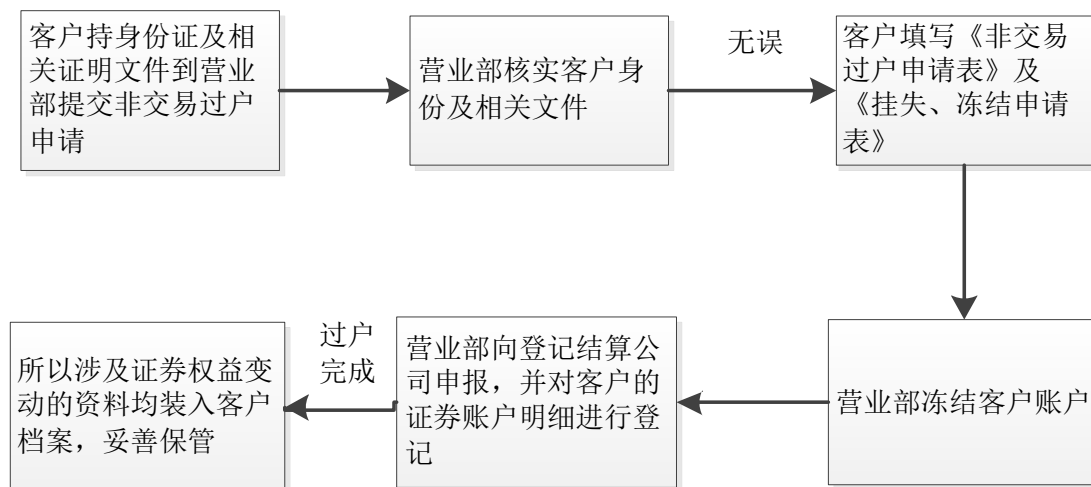 客户持身份证及相
关证明文件到营业
部提交非交易过户
申请
营业部核实客户身
份及相关文件
无误
客户填写《非交易
过户申请表》及
《挂失、冻结申请
表》
营业部冻结客户账户
营业部向登记结算公
司申报，并对客户的
证券账户明细进行登
记
过户
完成
所以涉及证券权益变
动的资料均装入客户
档案，妥善保管